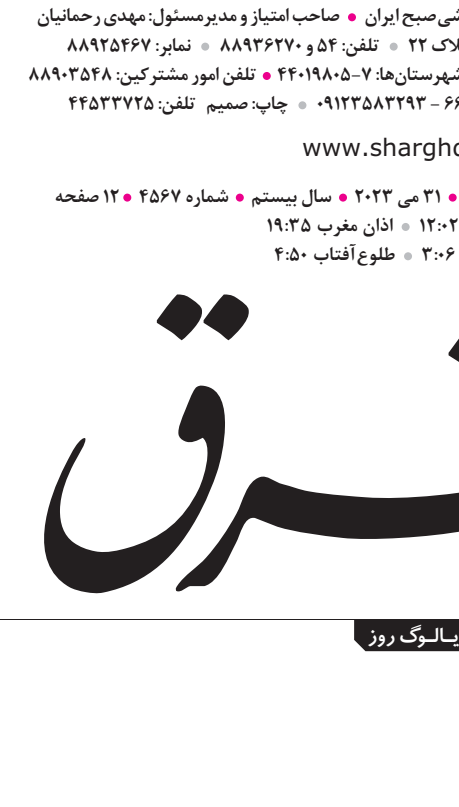 شی صبح ایران • صاحب امتیاز و مدیرمسئول: مهدی رحمانیان
لاک ۲۲ • تلفن: ۵۴ و ۸۸۹۳۶۲۷۰ • نمابر: ۸۸۹۲۵۴۶۷
شهرستان‌ها: ۷-۴۴۰۱۹۸۰۵ • تلفن امور مشترکین: ۸۸۹۰۳۵۴۸
۶۶ - ۰۹۱۲۳۵۸۳۲۹۳ • چاپ: صمیم تلفن: ۴۴۵۳۳۷۲۵
www.shargh
• ۳۱ می ۲۰۲۳ • سال بیستم • شماره ۴۵۶۷ • ۱۲ صفحه
۱۲:۰۲ • اذان مغرب ۱۹:۳۵
۳:۰۶ • طلوع آفتاب ۴:۵۰
رق
یـالـوگ روز